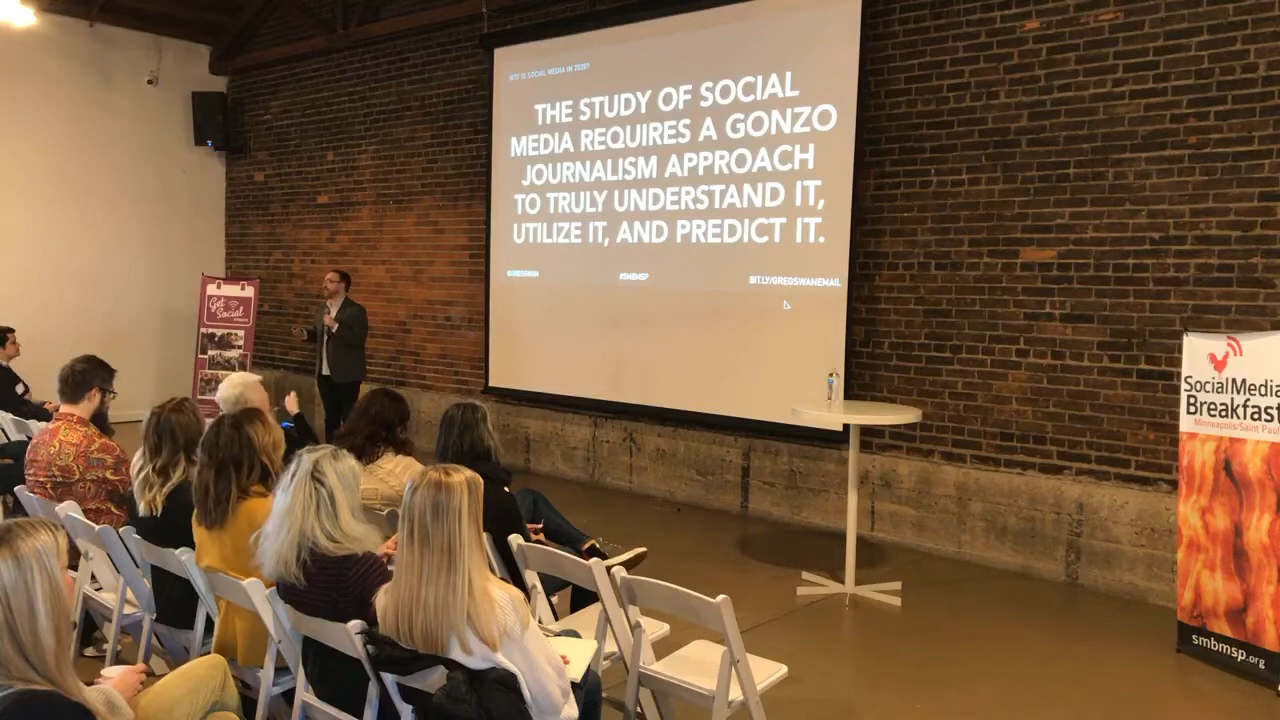 WTF IS SOCIAL MEDIA IN 2020?
THE STUDY OF SOCIAL
MEDIA REQUIRES A GONZO
JOURNALISM APPROACH
TO TRULY UNDERSTAND IT,
UTILIZE IT, AND PREDICT IT.
@GREGSWAN
#SMBMSP
BIT.LY/GREGSWANEMAIL
Get
Social
Social Media
Breakfast
Minneapolis/Saint Paul
smbmsp.org